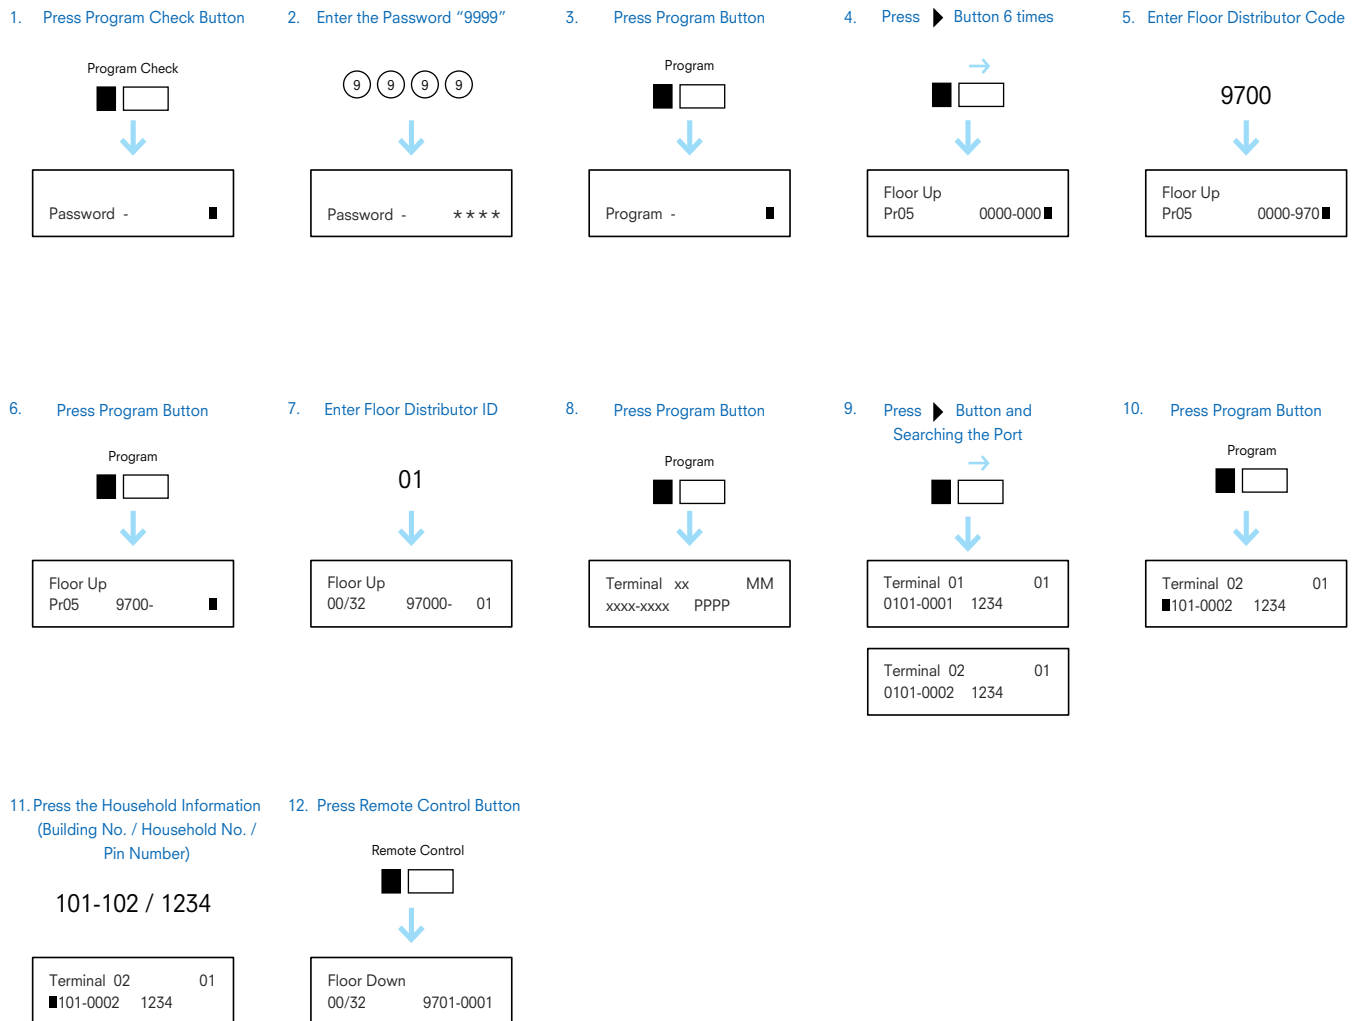 1. Press Program Check Button
Program Check
Password -
2. Enter the Password "9999"
9 9 9 9
Password - ****
3. Press Program Button
Program
Program -
4. Press ▶ Button 6 times
→
Floor Up
Pr05 0000-000
5. Enter Floor Distributor Code
9700
Floor Up
Pr05 0000-970
6. Press Program Button
Program
Floor Up
Pr05 9700-
7. Enter Floor Distributor ID
01
Floor Up
00/32 97000- 01
8. Press Program Button
Program
Terminal xx MM
xxxx-xxxx PPPP
9. Press ▶ Button and
Searching the Port
→
Terminal 01 01
0101-0001 1234
Terminal 02 01
0101-0002 1234
10. Press Program Button
Program
Terminal 02 01
101-0002 1234
11. Press the Household Information
(Building No. / Household No. /
Pin Number)
101-102 / 1234
Terminal 02 01
101-0002 1234
12. Press Remote Control Button
Remote Control
Floor Down
00/32 9701-0001